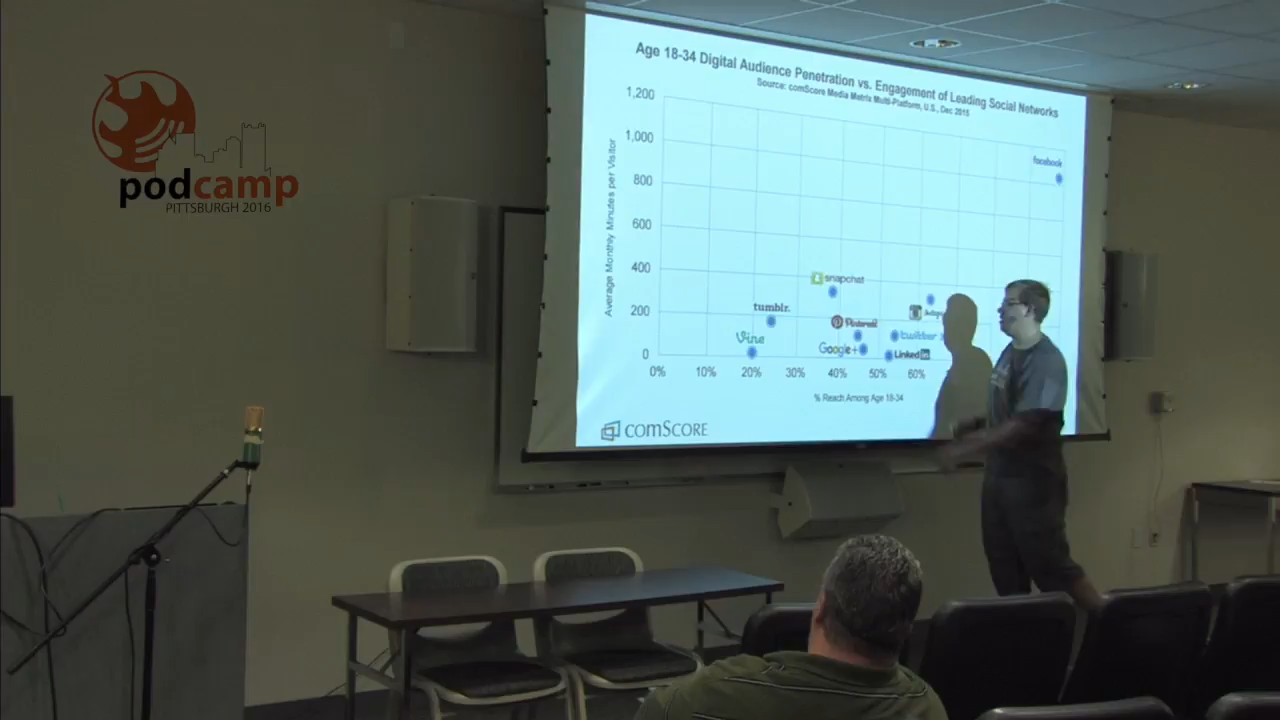 podcamp
PITTSBURGH 2016
Age 18-34 Digital Audience Penetration vs. Engagement of Leading Social Networks
Source: comScore Media Metrix Multi-Platform, U.S., Dec 2015
Average Monthly Minutes per Visitor
1,200
1,000
800
600
400
200
0
facebook
snapchat
tumblr.
Pinterest
twitter
Vine
Google+
Linked in
0% 10% 20% 30% 40% 50% 60%
% Reach Among Age 18-34
comSCORE